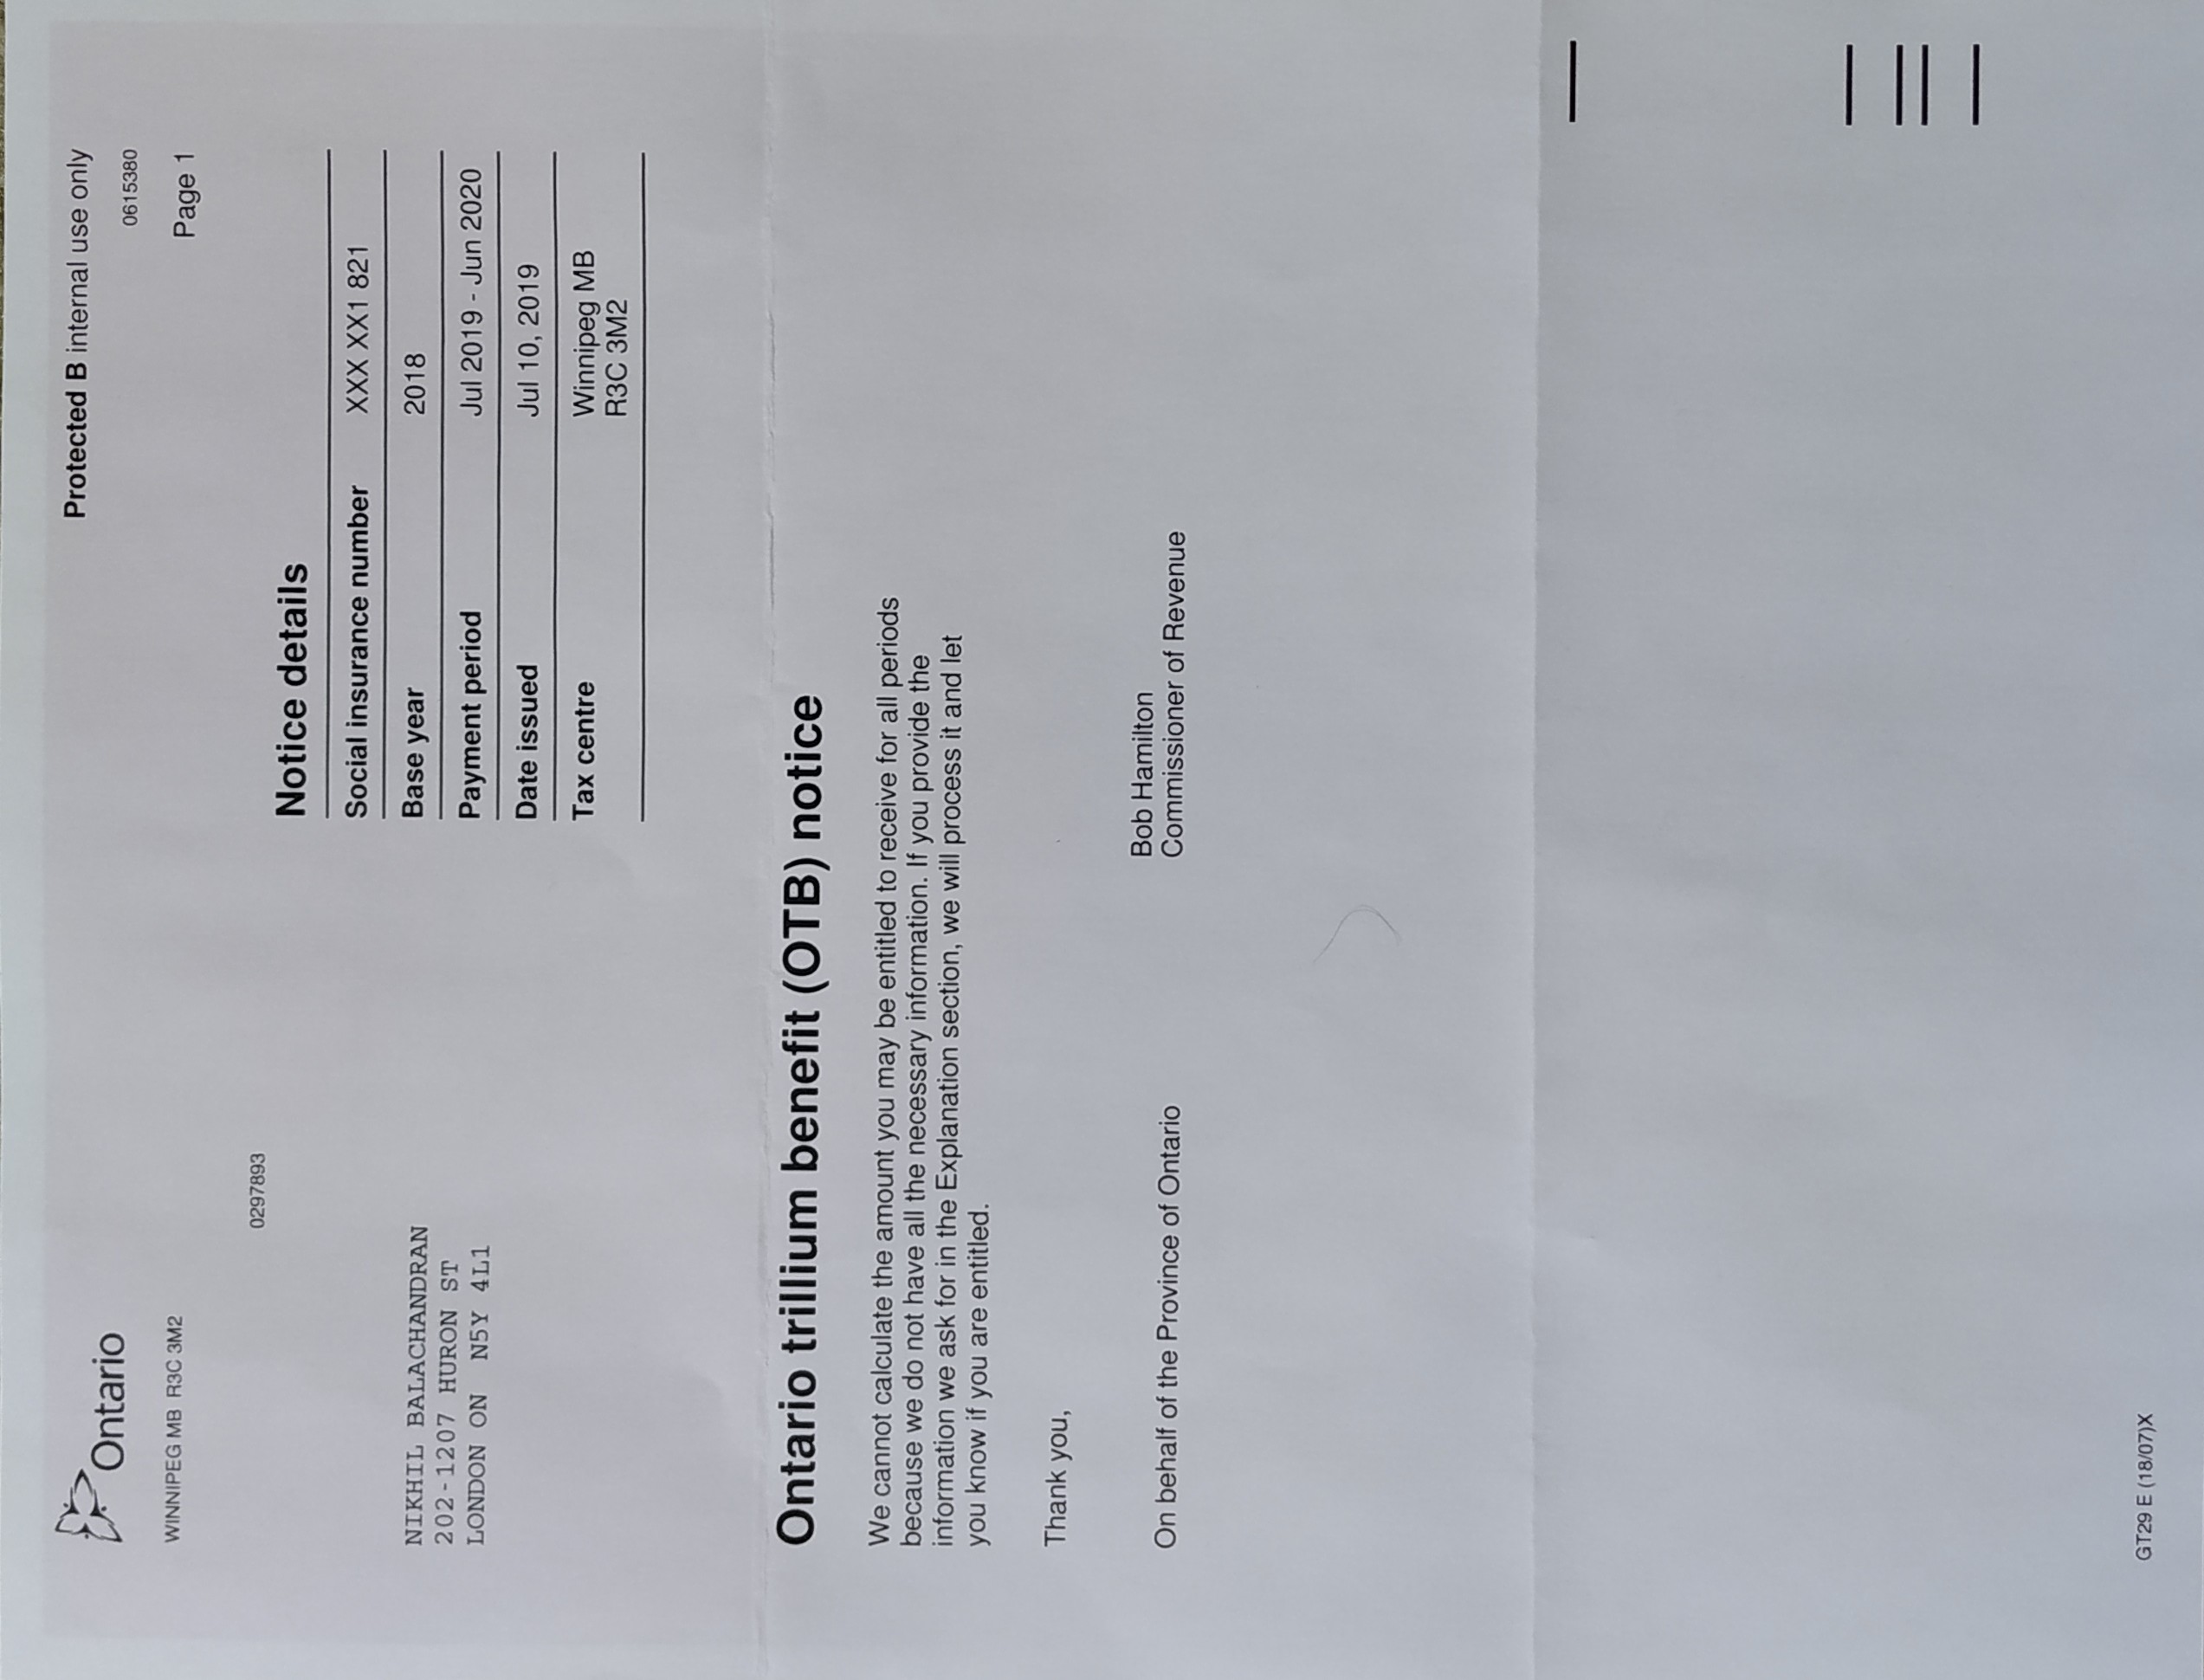 Ontario
Protected B internal use only
0615380
WINNIPEG MB R3C 3M2
Page 1
0297893
Notice details
Social insurance number XXX XX1 821
Base year 2018
Payment period Jul 2019 - Jun 2020
Date issued Jul 10, 2019
Tax centre Winnipeg MB
R3C 3M2
NIKHIL BALACHANDRAN
202-1207 HURON ST
LONDON ON N5Y 4L1
Ontario trillium benefit (OTB) notice
We cannot calculate the amount you may be entitled to receive for all periods
because we do not have all the necessary information. If you provide the
information we ask for in the Explanation section, we will process it and let
you know if you are entitled.
Thank you,
Bob Hamilton
Commissioner of Revenue
On behalf of the Province of Ontario
GT29 E (18/07)X